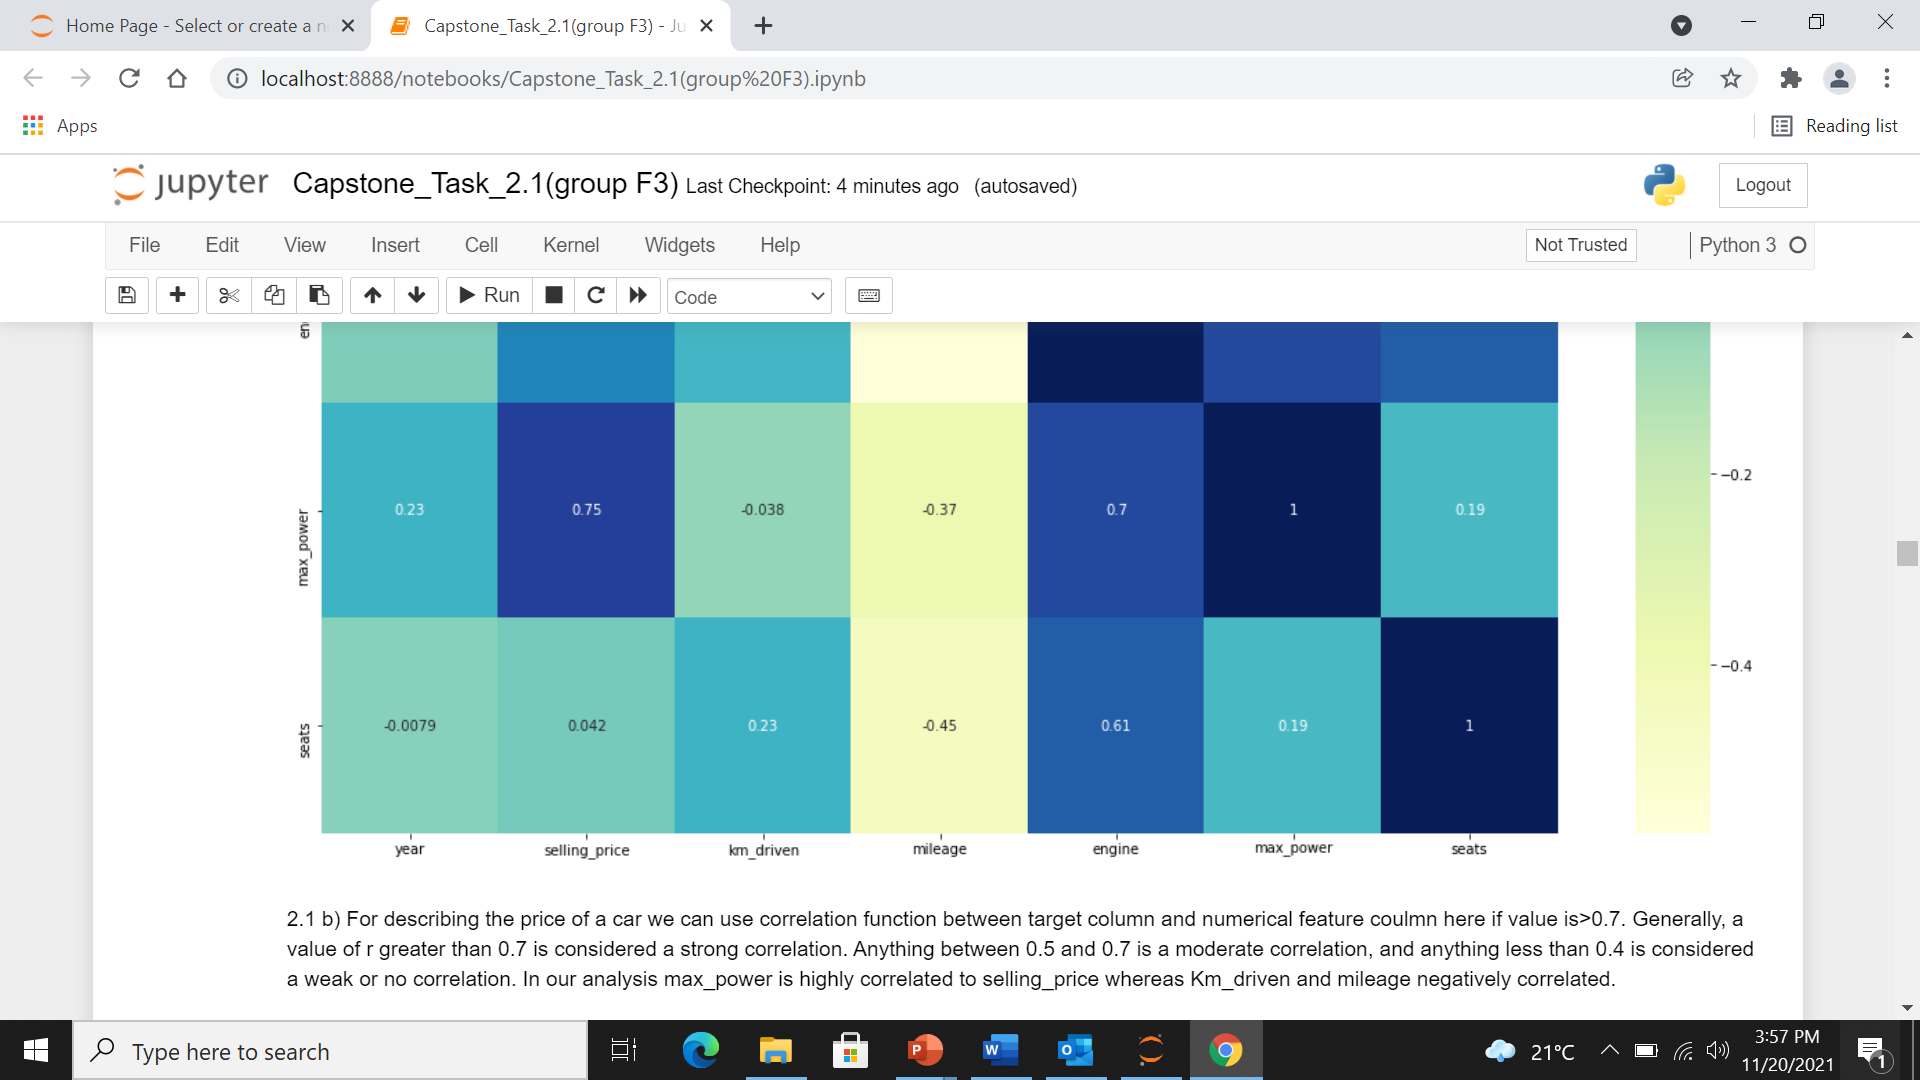 Home Page - Select or create a n
Capstone_Task_2.1(group F3) - Ju
localhost:8888/notebooks/Capstone_Task_2.1(group%20F3).ipynb
Apps
Reading list
jupyter
Capstone_Task_2.1(group F3) Last Checkpoint: 4 minutes ago (autosaved)
Logout
File Edit View Insert Cell Kernel Widgets Help
Not Trusted
Python 3
Run
Code
en
max_power
0.23 0.75 -0.038 -0.37 0.7 1 0.19
seats
-0.0079 0.042 0.23 -0.45 0.61 0.19 1
−0.2
−0.4
year selling_price km_driven mileage engine max_power seats
2.1 b) For describing the price of a car we can use correlation function between target column and numerical feature coulmn here if value is>0.7. Generally, a
value of r greater than 0.7 is considered a strong correlation. Anything between 0.5 and 0.7 is a moderate correlation, and anything less than 0.4 is considered
a weak or no correlation. In our analysis max_power is highly correlated to selling_price whereas Km_driven and mileage negatively correlated.
Type here to search
P
W
O
21°C
3:57 PM
11/20/2021
1